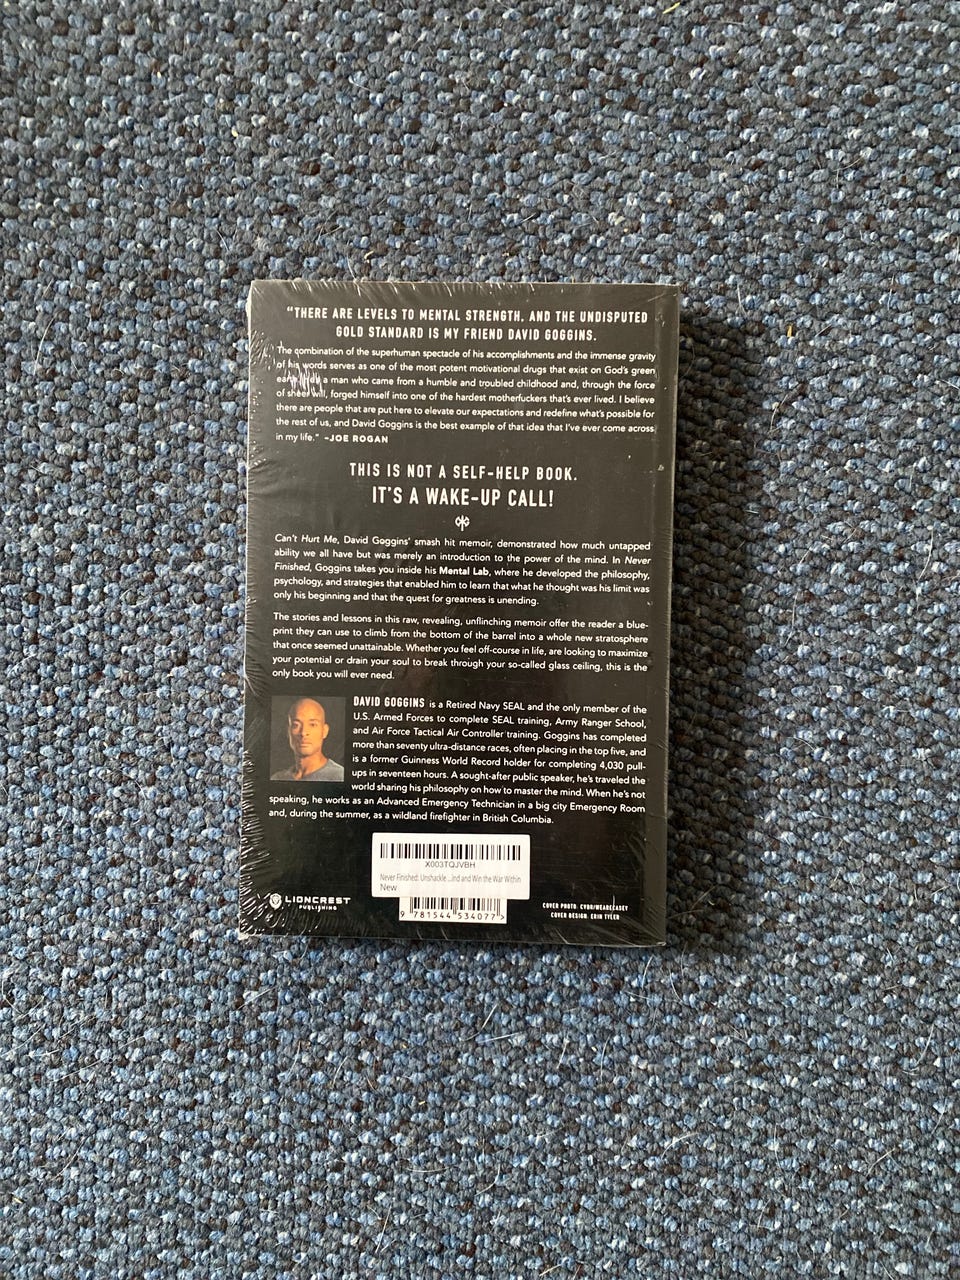 "THERE ARE LEVELS TO MENTAL STRENGTH, AND THE UNDISPUTED
GOLD STANDARD IS MY FRIEND DAVID GOGGINS.
The combination of the superhuman spectacle of his accomplishments and the immense gravity
of his words serves as one of the most potent motivational drugs that exist on God's green
a man who came from a humble and troubled childhood and, through the force
of sheer will, forged himself into one of the hardest motherfuckers that's ever lived. I believe
there are people that are put here to elevate our expectations and redefine what's possible for
the rest of us, and David Goggins is the best example of that idea that I've ever come across
in my life." -JOE ROGAN
THIS IS NOT A SELF-HELP BOOK.
IT'S A WAKE-UP CALL!
Can't Hurt Me, David Goggins' smash hit memoir, demonstrated how much untapped
ability we all have but was merely an introduction to the power of the mind. In Never
Finished, Goggins takes you inside his Mental Lab, where he developed the philosophy,
psychology, and strategies that enabled him to learn that what he thought was his limit was
only his beginning and that the quest for greatness is unending.
The stories and lessons in this raw, revealing, unflinching memoir offer the reader a blue-
print they can use to climb from the bottom of the barrel into a whole new stratosphere
that once seemed unattainable. Whether you feel off-course in life, are looking to maximize
your potential or drain your soul to break through your so-called glass ceiling, this is the
only book you will ever need.
DAVID GOGGINS is a Retired Navy SEAL and the only member of the
U.S. Armed Forces to complete SEAL training, Army Ranger School,
and Air Force Tactical Air Controller training. Goggins has completed
more than seventy ultra-distance races, often placing in the top five, and
is a former Guinness World Record holder for completing 4,030 pull-
ups in seventeen hours. A sought-after public speaker, he's traveled the
world sharing his philosophy on how to master the mind. When he's not
speaking, he works as an Advanced Emergency Technician in a big city Emergency Room
and, during the summer, as a wildland firefighter in British Columbia.
X003TQJVBH
Never Finished: Unshackle ...ind and Win the War Within
New
LIONCREST
PUBLISHING
9 781544 534077>
COVER PHOTO: CYBR/WEARECASEY
COVER DESIGN: ERIN TYLER